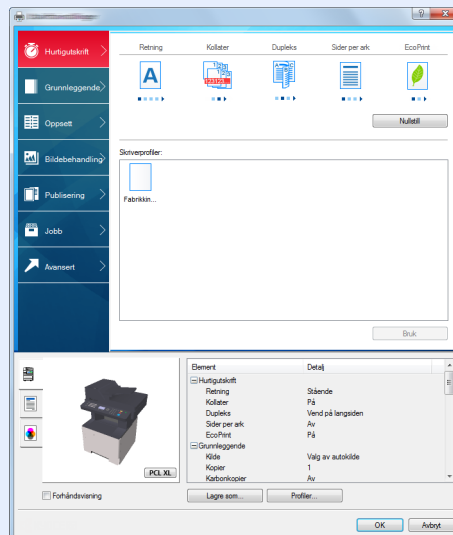 Hurtigutskrift
Grunnleggende
Oppsett
Bildebehandling
Publisering
Jobb
Avansert
Retning Kollater Dupleks Sider per ark EcoPrint
A 123123 A C
Nullstill
Skriverprofiler:
Fabrikkin...
Bruk
PCL XL
Forhåndsvisning
Element Detalj
Hurtigutskrift
Retning Stående
Kollater På
Dupleks Vend på langsiden
Sider per ark Av
EcoPrint På
Grunnleggende
Kilde Valg av autokilde
Kopier 1
Karbonkopier Av
Lagre som... Profiler...
OK Avbryt